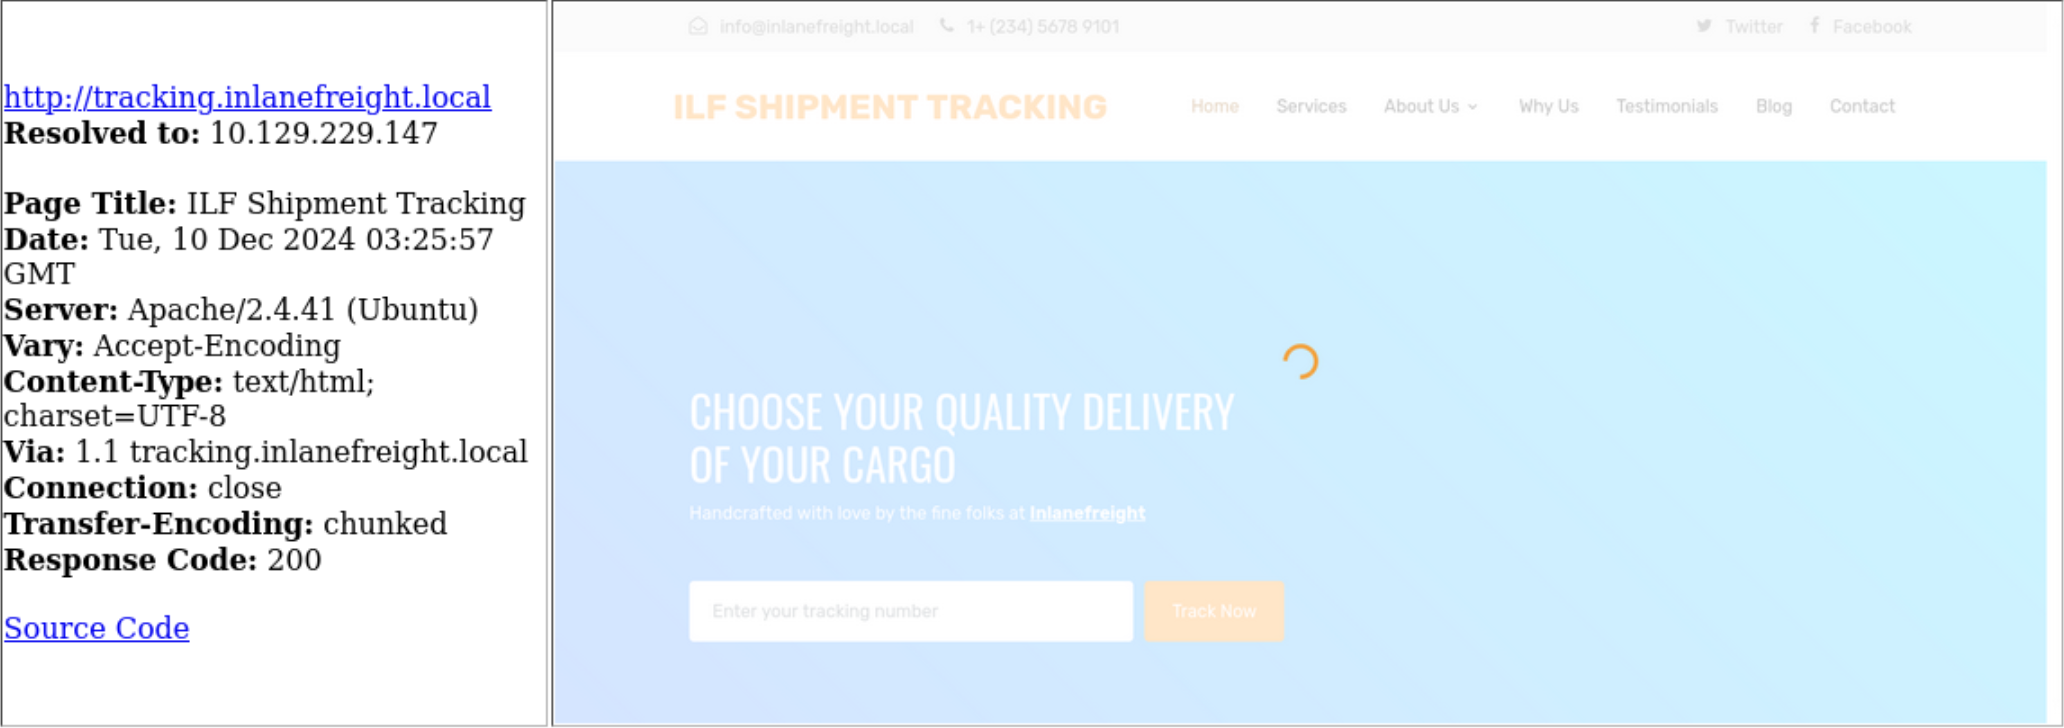 http://tracking.inlanefreight.local
Resolved to: 10.129.229.147
Page Title: ILF Shipment Tracking
Date: Tue, 10 Dec 2024 03:25:57
GMT
Server: Apache/2.4.41 (Ubuntu)
Vary: Accept-Encoding
Content-Type: text/html;
charset=UTF-8
Via: 1.1 tracking.inlanefreight.local
Connection: close
Transfer-Encoding: chunked
Response Code: 200
Source Code
info@inlanefreight.local 1+ (234) 5678 9101 Twitter Facebook
ILF SHIPMENT TRACKING Home Services About Us Why Us Testimonials Blog Contact
CHOOSE YOUR QUALITY DELIVERY
OF YOUR CARGO
Handcrafted with love by the fine folks at Inlanefreight
Enter your tracking number Track Now